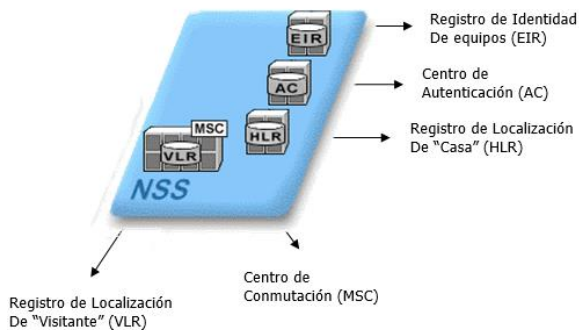 EIR
Registro de Identidad
De equipos (EIR)
AC
Centro de
Autenticación (AC)
HLR
Registro de Localización
De "Casa" (HLR)
MSC
VLR
NSS
Centro de
Conmutación (MSC)
Registro de Localización
De "Visitante" (VLR)